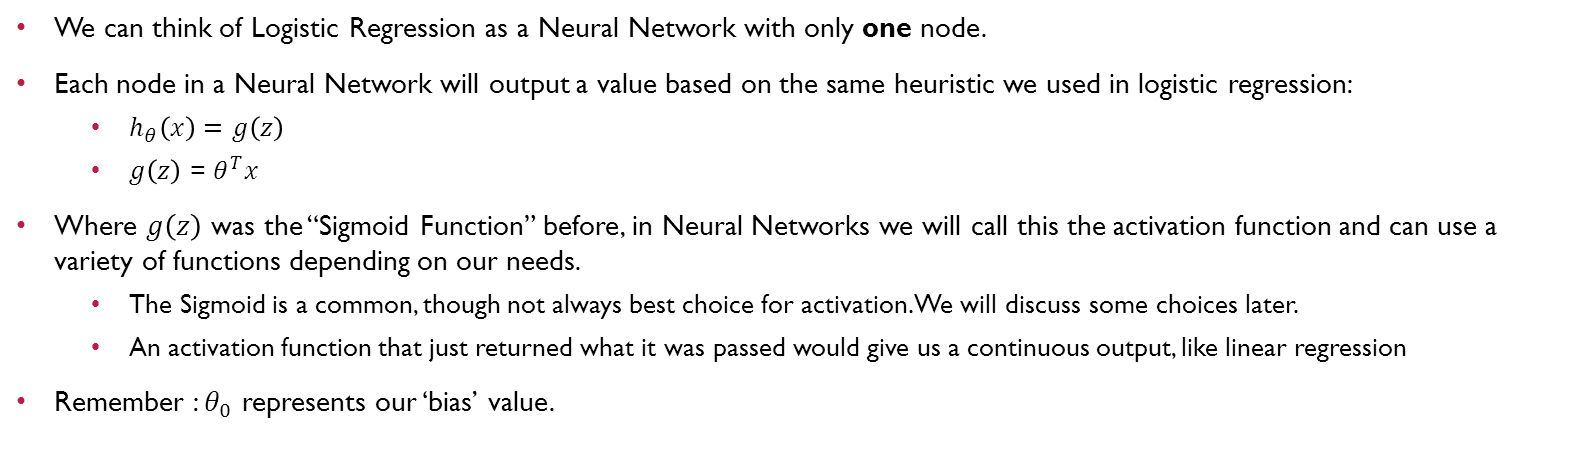 • We can think of Logistic Regression as a Neural Network with only one node.
• Each node in a Neural Network will output a value based on the same heuristic we used in logistic regression:
• ℎ_θ(x) = g(z)
• g(z) = θ^T x
• Where g(z) was the “Sigmoid Function” before, in Neural Networks we will call this the activation function and can use a
variety of functions depending on our needs.
• The Sigmoid is a common, though not always best choice for activation. We will discuss some choices later.
• An activation function that just returned what it was passed would give us a continuous output, like linear regression
• Remember : θ₀ represents our ‘bias’ value.